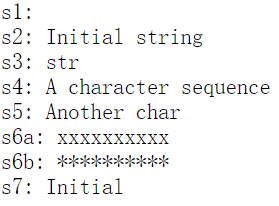 s1:
s2: Initial string
s3: str
s4: A character sequence
s5: Another char
s6a: xxxxxxxxxx
s6b: **********
s7: Initial